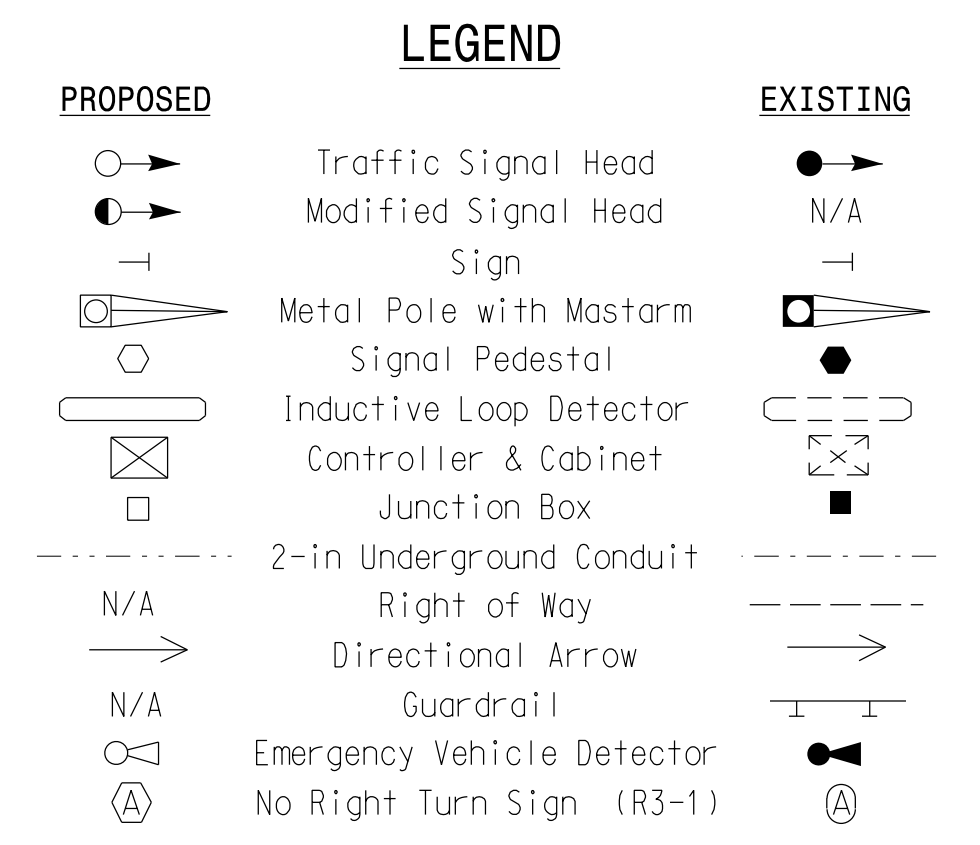 LEGEND
PROPOSED EXISTING
Traffic Signal Head
Modified Signal Head N/A
Sign
Metal Pole with Mastarm
Signal Pedestal
Inductive Loop Detector
Controller & Cabinet
Junction Box
2-in Underground Conduit
N/A Right of Way
Directional Arrow
N/A Guardrail
Emergency Vehicle Detector
A No Right Turn Sign (R3-1) A